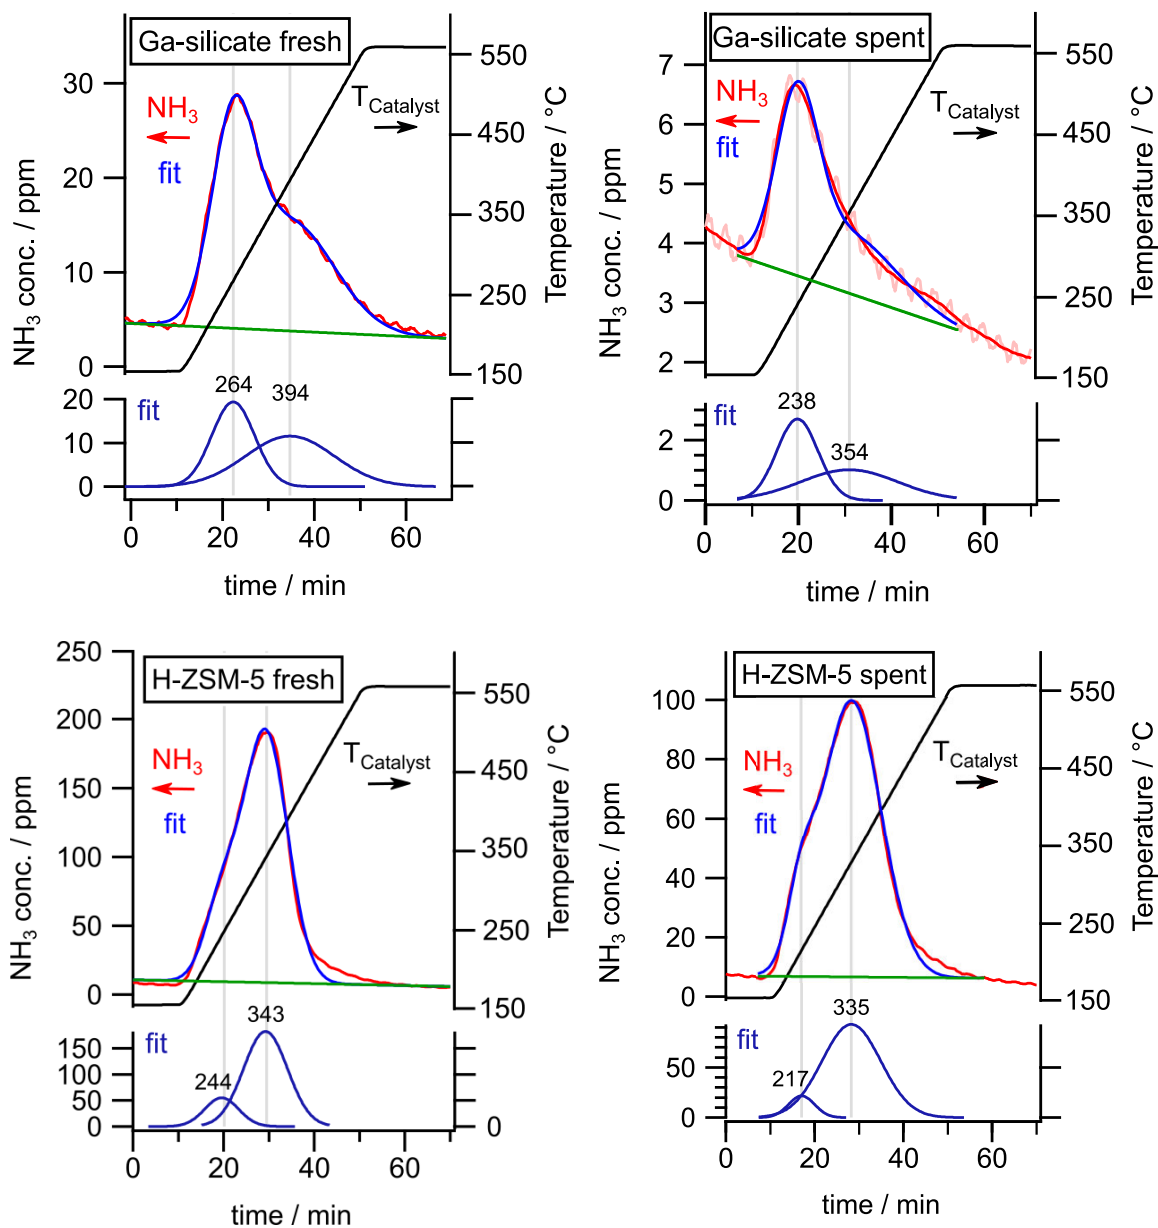 Ga-silicate fresh
NH3
fit
TCatalyst
30
20
10
0
NH3 conc. / ppm
550
450
350
250
150
Temperature / °C
fit
264
394
20
10
0
0
20
40
60
time / min
Ga-silicate spent
NH3
fit
TCatalyst
7
6
5
4
3
2
NH3 conc. / ppm
550
450
350
250
150
Temperature / °C
fit
238
354
2
0
0
20
40
60
time / min
H-ZSM-5 fresh
NH3
fit
TCatalyst
250
200
150
100
50
0
NH3 conc. / ppm
550
450
350
250
150
Temperature / °C
fit
244
343
150
100
50
0
0
20
40
60
time / min
H-ZSM-5 spent
NH3
fit
TCatalyst
100
80
60
40
20
0
NH3 conc. / ppm
550
450
350
250
150
Temperature / °C
fit
217
335
50
0
0
20
40
60
time / min